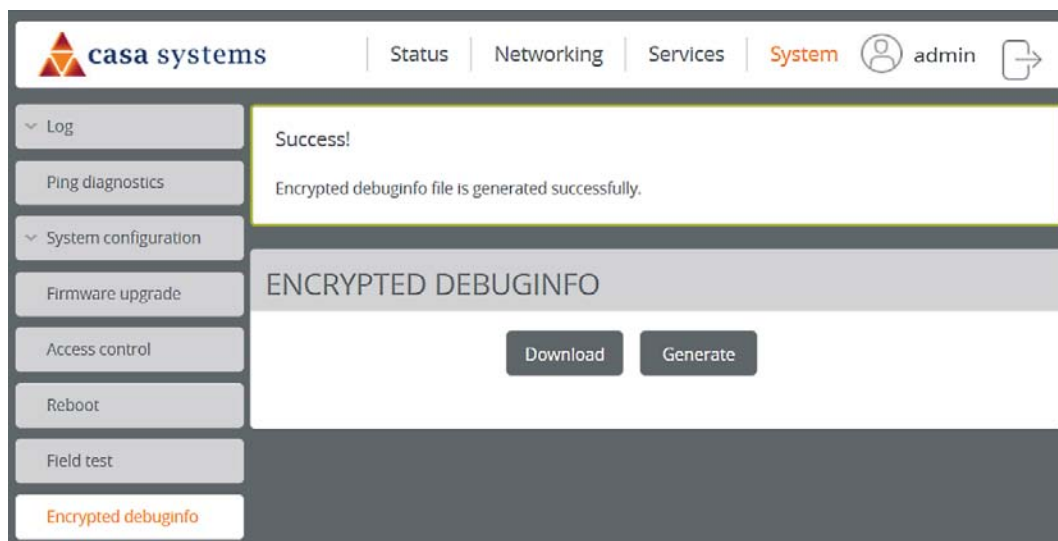 casa systems
Status
Networking
Services
System
admin
Log
Ping diagnostics
System configuration
Firmware upgrade
Access control
Reboot
Field test
Encrypted debuginfo
Success!
Encrypted debuginfo file is generated successfully.
ENCRYPTED DEBUGINFO
Download
Generate